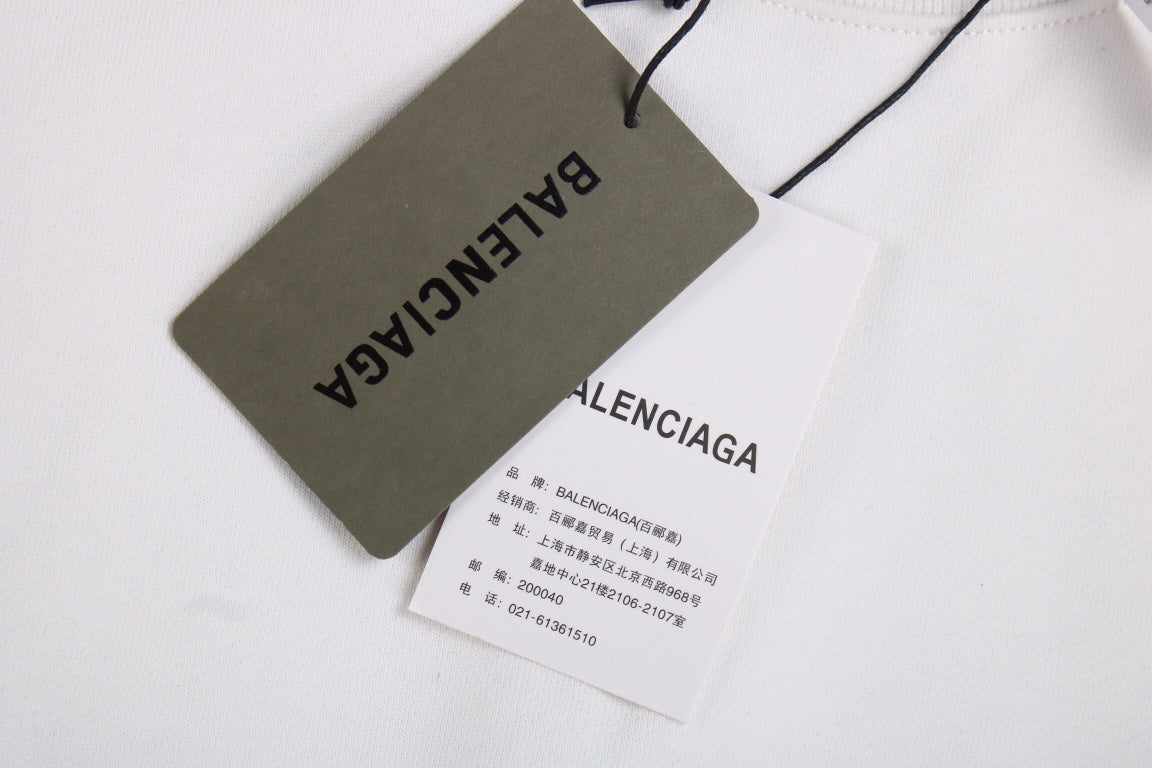 BALENCIAGA
ALENCIAGA
品 牌: BALENCIAGA(百郦嘉)
经销商: 百郦嘉贸易（上海）有限公司
地 址: 上海市静安区北京西路968号
嘉地中心21楼2106-2107室
邮 编: 200040
电 话: 021-61361510